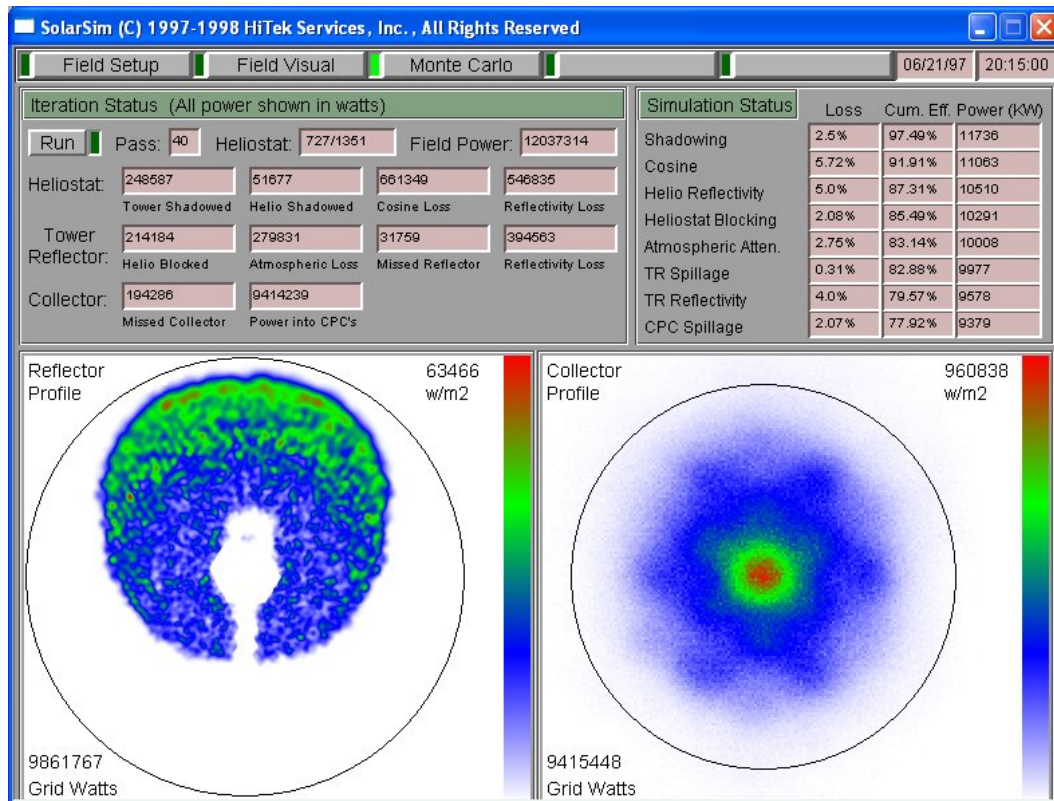 SolarSim (C) 1997-1998 HiTek Services, Inc., All Rights Reserved
Field Setup Field Visual Monte Carlo 06/21/97 20:15:00
Iteration Status (All power shown in watts)
Run Pass: 40 Heliostat: 727/1351 Field Power: 12037314
Heliostat: 248587 51677 661349 546835
Tower Shadowed Helio Shadowed Cosine Loss Reflectivity Loss
Tower Reflector: 214184 279831 31759 394563
Helio Blocked Atmospheric Loss Missed Reflector Reflectivity Loss
Collector: 194286 9414239
Missed Collector Power into CPC's
Simulation Status Loss Cum. Eff. Power (KW)
Shadowing 2.5% 97.49% 11736
Cosine 5.72% 91.91% 11063
Helio Reflectivity 5.0% 87.31% 10510
Heliostat Blocking 2.08% 85.49% 10291
Atmospheric Atten. 2.75% 83.14% 10008
TR Spillage 0.31% 82.88% 9977
TR Reflectivity 4.0% 79.57% 9578
CPC Spillage 2.07% 77.92% 9379
Reflector 63466
Profile w/m2
9861767
Grid Watts
Collector 960838
Profile w/m2
9415448
Grid Watts